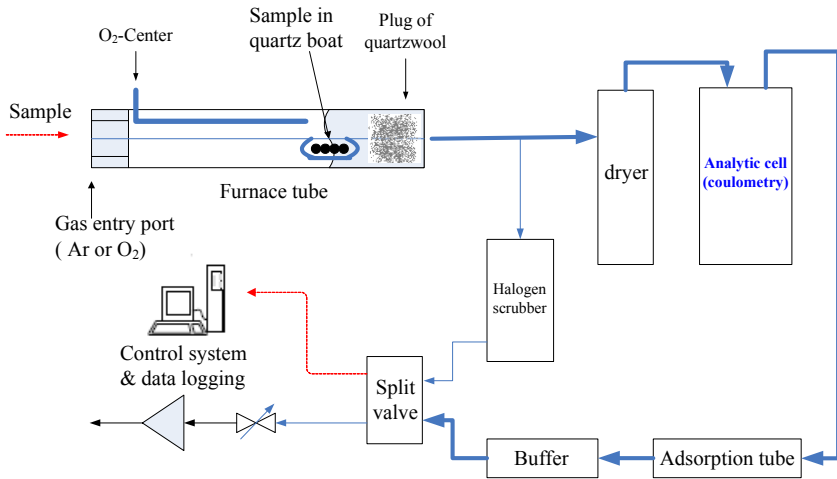 O₂-Center
Sample in
quartz boat
Plug of
quartzwool
Sample
Furnace tube
Gas entry port
( Ar or O₂)
dryer
Analytic cell
(coulometry)
Halogen
scrubber
Control system
& data logging
Split
valve
Buffer
Adsorption tube